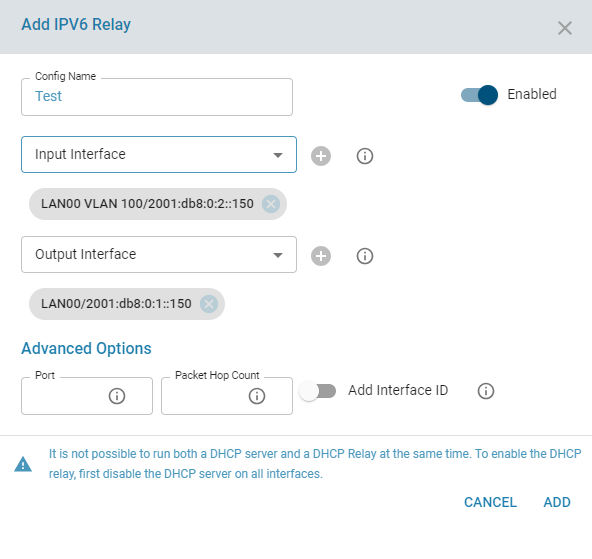 Add IPV6 Relay
Config Name
Test
Enabled
Input Interface
LAN00 VLAN 100/2001:db8:0:2::150
Output Interface
LAN00/2001:db8:0:1::150
Advanced Options
Port
Packet Hop Count
Add Interface ID
It is not possible to run both a DHCP server and a DHCP Relay at the same time. To enable the DHCP
relay, first disable the DHCP server on all interfaces.
CANCEL ADD